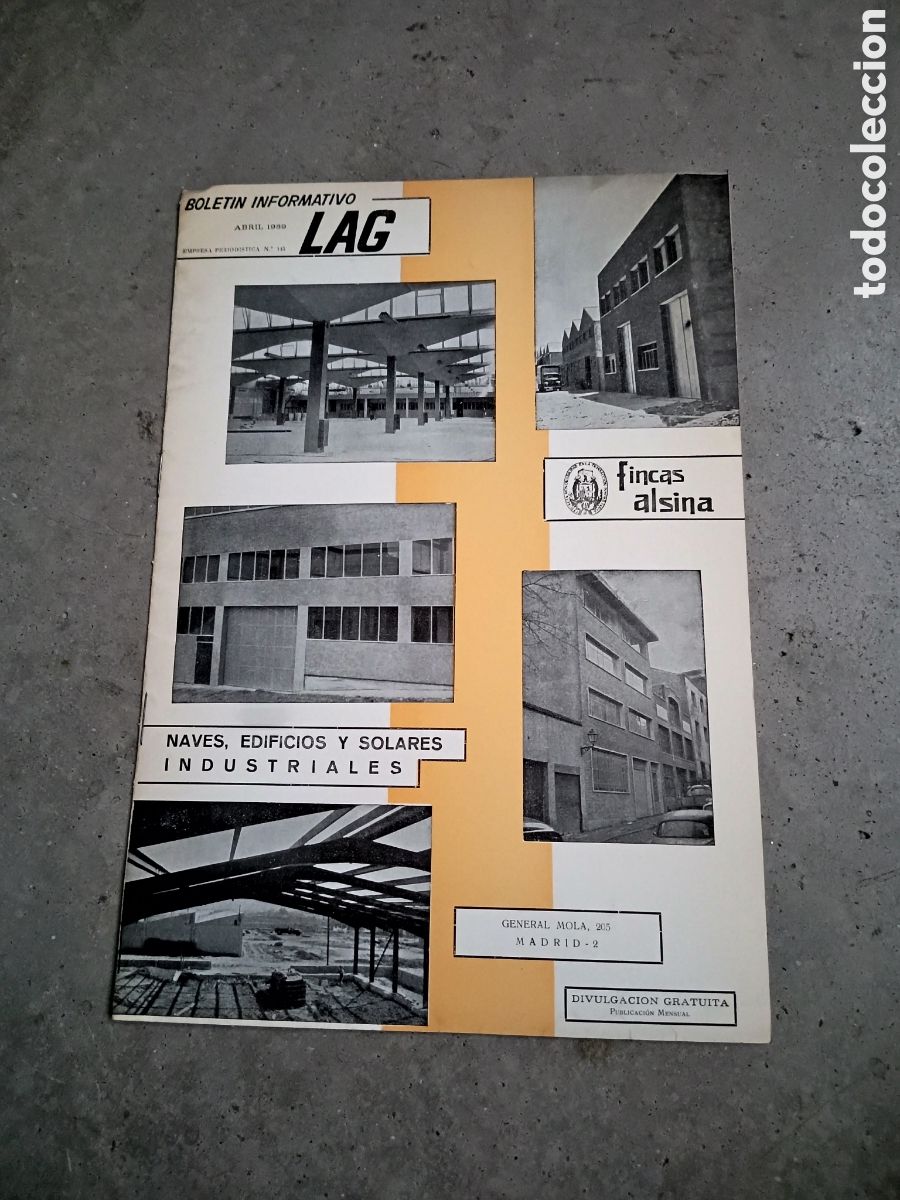 BOLETIN INFORMATIVO
ABRIL 1969
LAG
EMPRESA PERIODISTICA N.º 145
fincas
alsina
NAVES, EDIFICIOS Y SOLARES
INDUSTRIALES
GENERAL MOLA, 205
MADRID-2
DIVULGACION GRATUITA
PUBLICACIÓN MENSUAL
todocoleccion